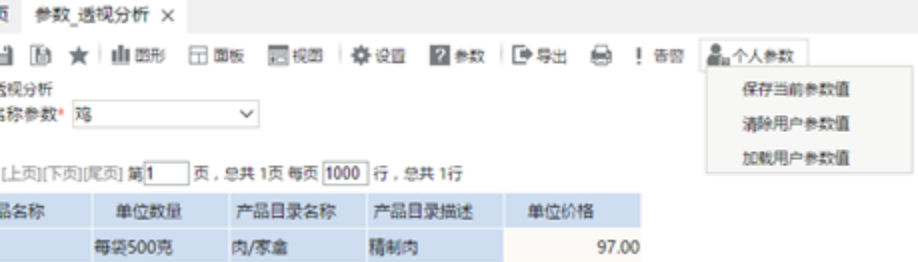 页 参数_透视分析
图形 面板 视图 设置 ? 参数 导出 ! 告警 个人参数
保存当前参数值
清除用户参数值
加载用户参数值
透视分析
名称参数* 鸡
[上页][下页][尾页] 第1 页，总共 1页 每页 1000 行，总共 1行
品名称 单位数量 产品目录名称 产品目录描述 单位价格
每袋500克 肉/家禽 精制肉 97.00